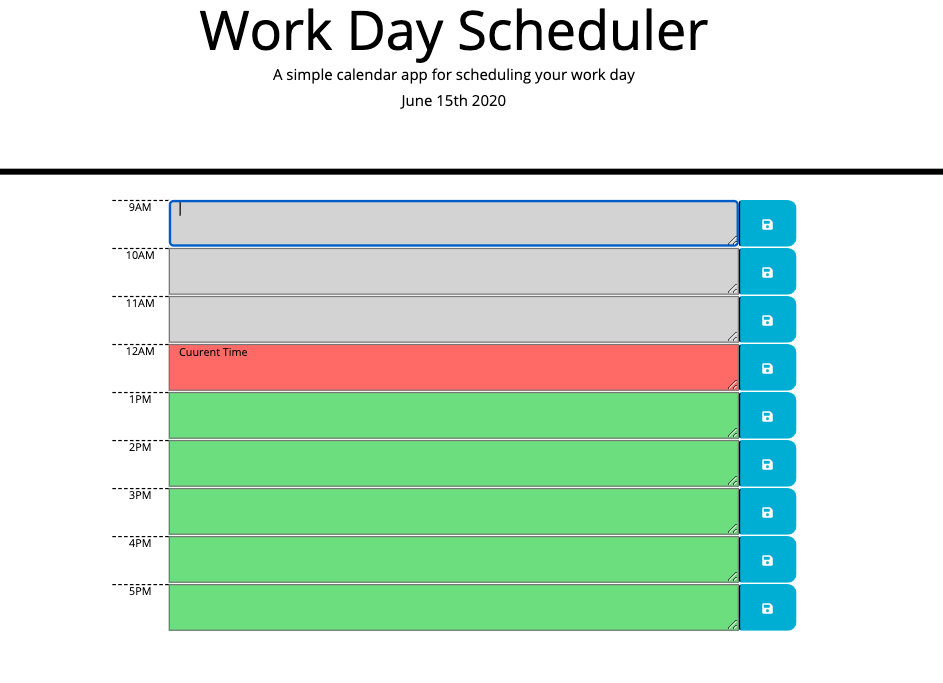 Work Day Scheduler
A simple calendar app for scheduling your work day
June 15th 2020
9AM
10AM
11AM
12AM
Cuurent Time
1PM
2PM
3PM
4PM
5PM